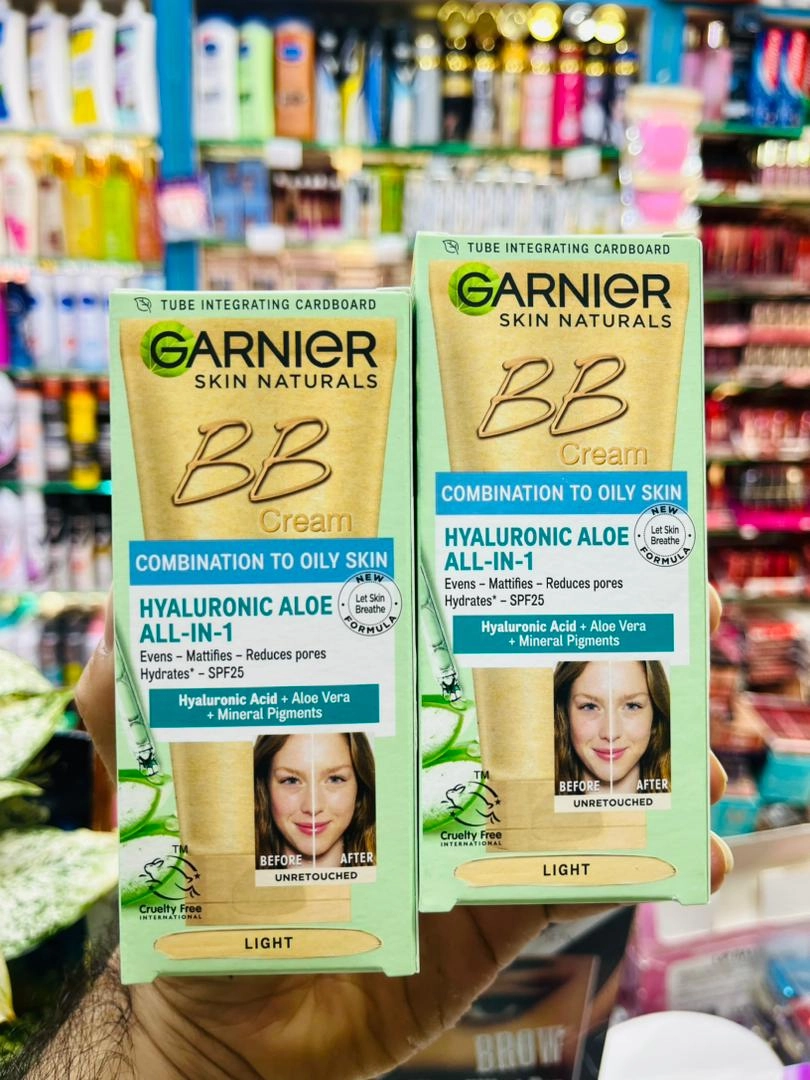 TUBE INTEGRATING CARDBOARD
GARNIER
SKIN NATURALS
BB
Cream
COMBINATION TO OILY SKIN
HYALURONIC ALOE
ALL-IN-1
NEW
Let Skin
Breathe
FORMULA
Evens – Mattifies – Reduces pores
Hydrates* – SPF25
Hyaluronic Acid + Aloe Vera
+ Mineral Pigments
BEFORE AFTER
UNRETOUCHED
TM
Cruelty Free
INTERNATIONAL
LIGHT
TUBE INTEGRATING CARDBOARD
GARNIER
SKIN NATURALS
BB
Cream
COMBINATION TO OILY SKIN
HYALURONIC ALOE
ALL-IN-1
NEW
Let Skin
Breathe
FORMULA
Evens – Mattifies – Reduces pores
Hydrates* – SPF25
Hyaluronic Acid + Aloe Vera
+ Mineral Pigments
BEFORE AFTER
UNRETOUCHED
TM
Cruelty Free
INTERNATIONAL
LIGHT
BROW